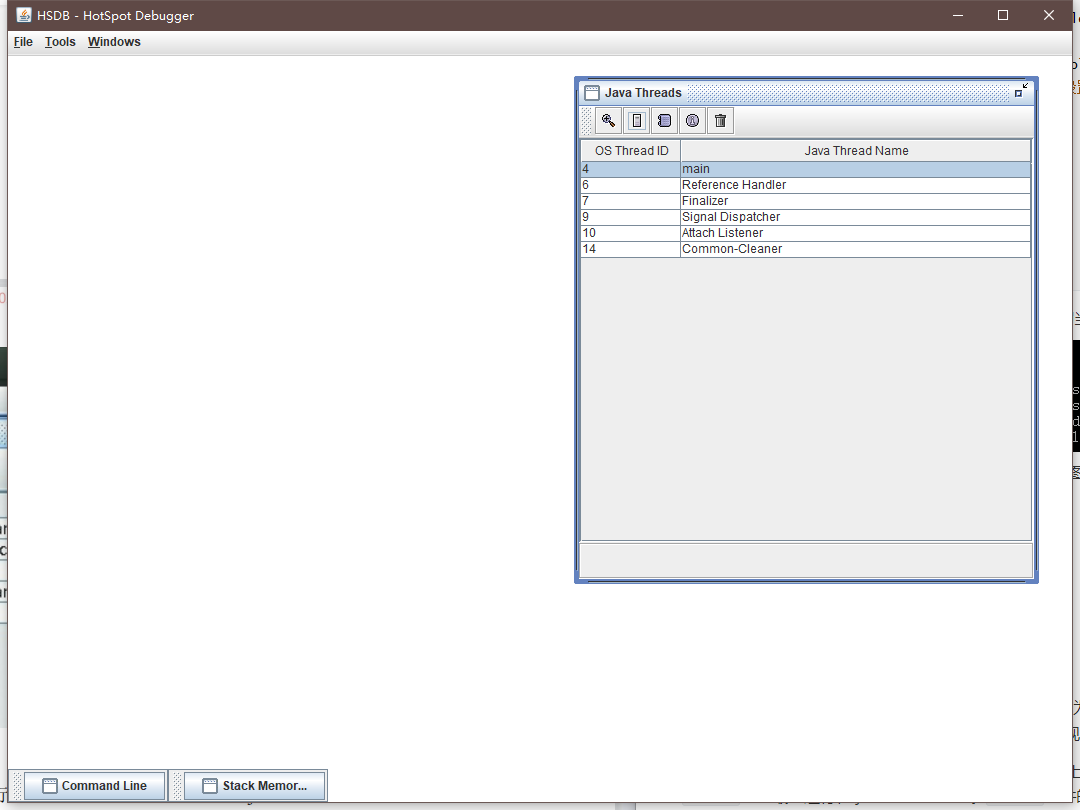 HSDB - HotSpot Debugger
File Tools Windows
Java Threads
OS Thread ID Java Thread Name
4 main
6 Reference Handler
7 Finalizer
9 Signal Dispatcher
10 Attach Listener
14 Common-Cleaner
Command Line Stack Memor...